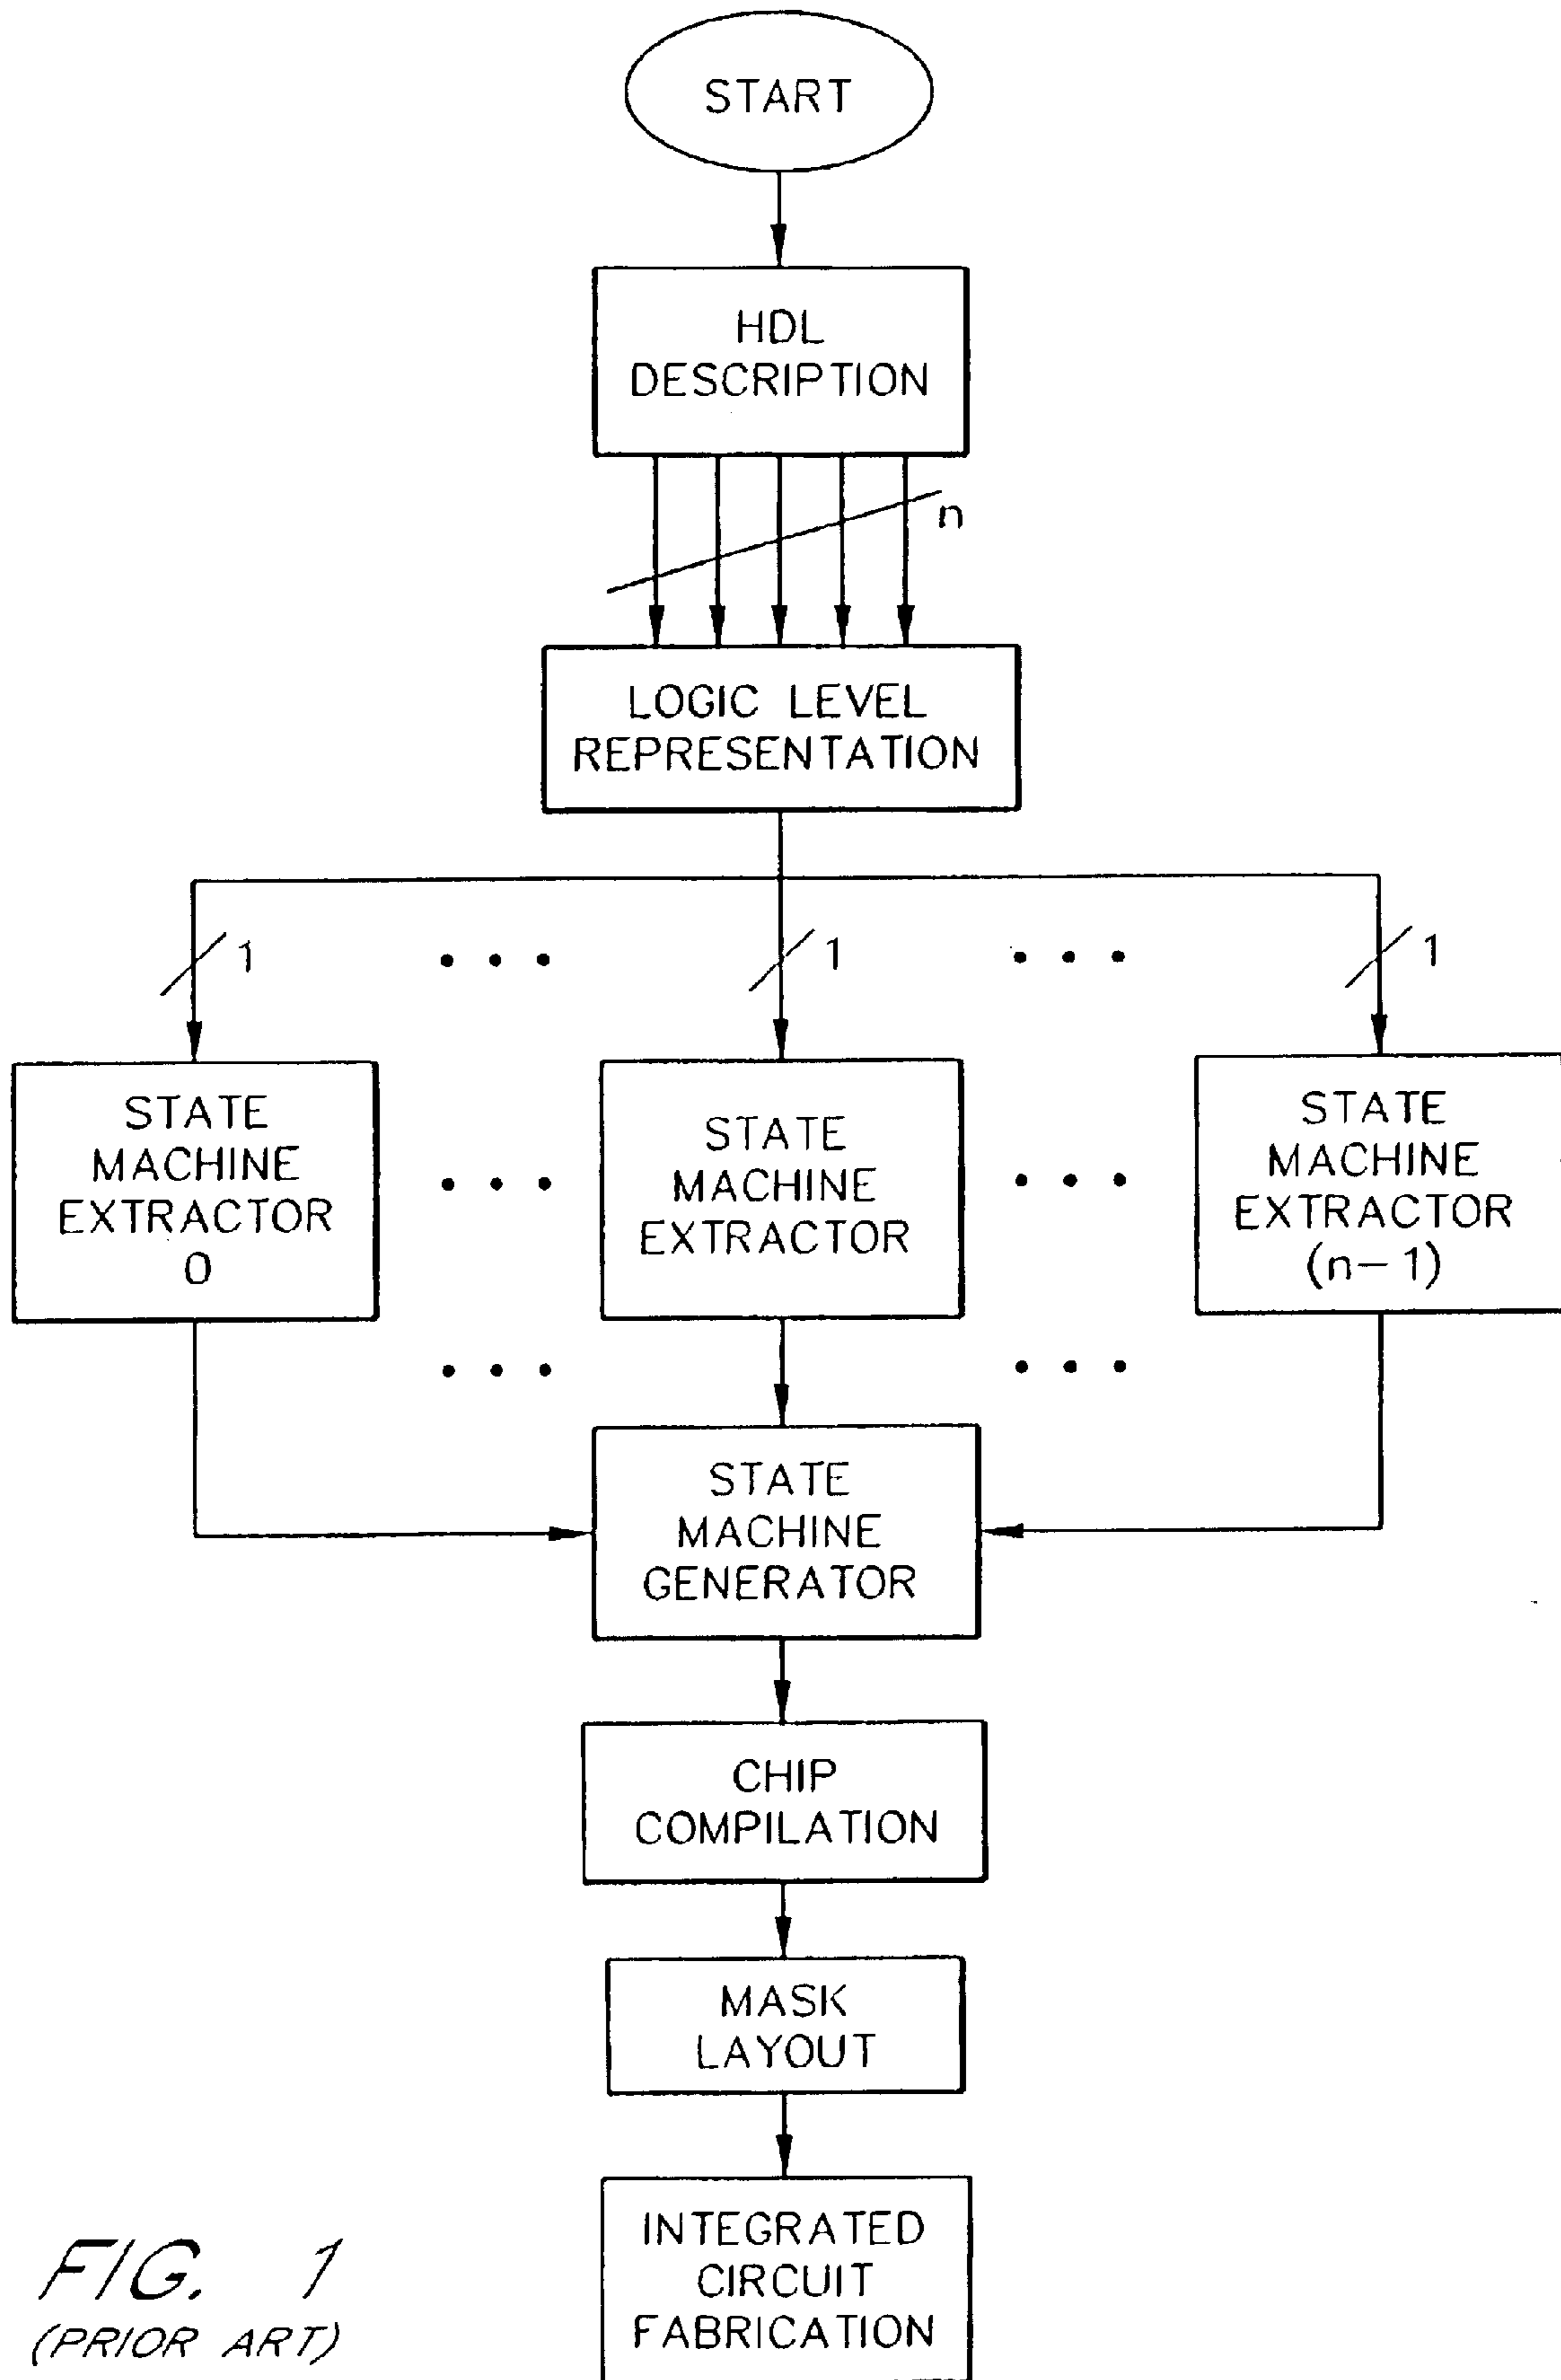 START
HDL
DESCRIPTION
n
LOGIC LEVEL
REPRESENTATION
1
1
1
STATE
MACHINE
EXTRACTOR
0
STATE
MACHINE
EXTRACTOR
STATE
MACHINE
EXTRACTOR
(n-1)
STATE
MACHINE
GENERATOR
CHIP
COMPILATION
MASK
LAYOUT
INTEGRATED
CIRCUIT
FABRICATION
FIG. 1
(PRIOR ART)